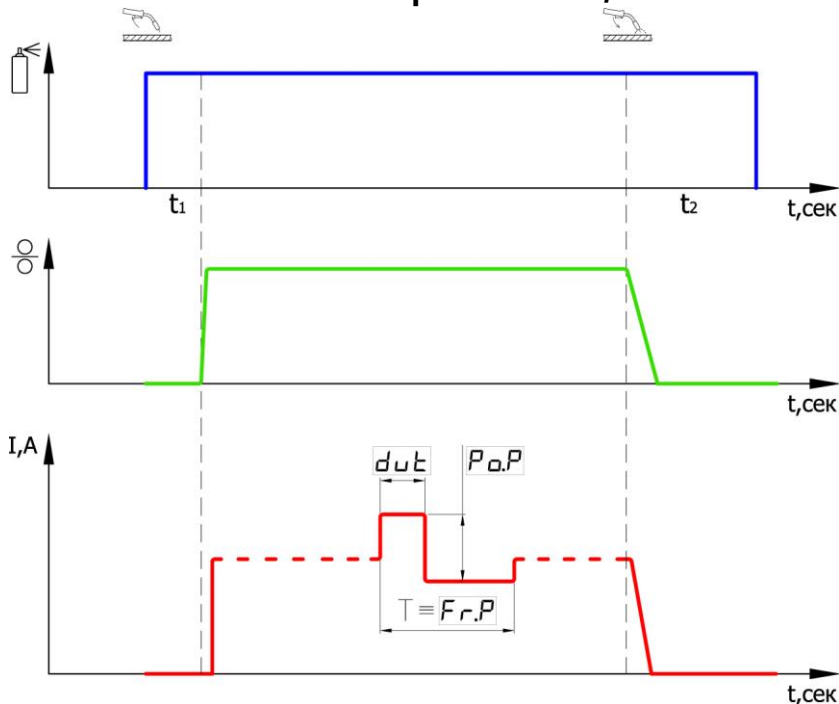 t₁
t₂
t,сек
t,сек
I,A
dut
Po.P
T ≡ Fr.P
t,сек